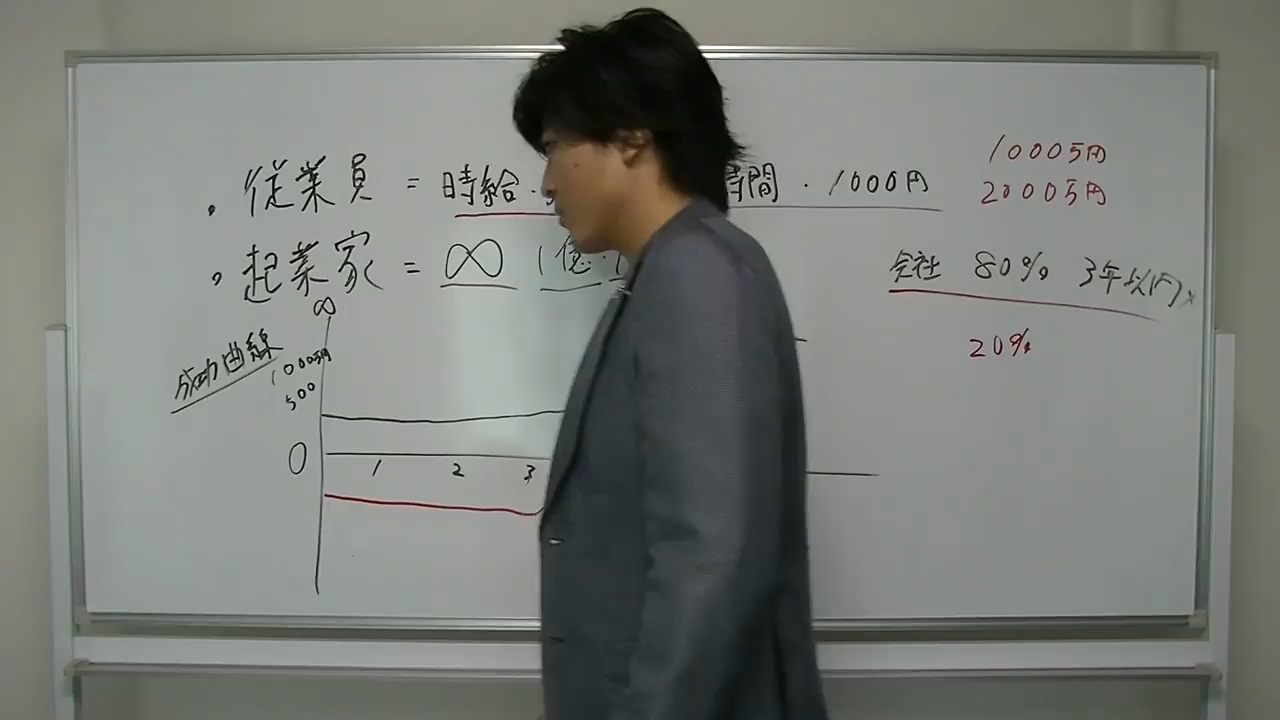 ・従業員 = 時給・
時間・1000円
・起業家 = ∞ 1億・
1000万円
2000万円
会社 80% 3年以内
20%
成功曲線
∞
1000万円
500
0
1 2 3